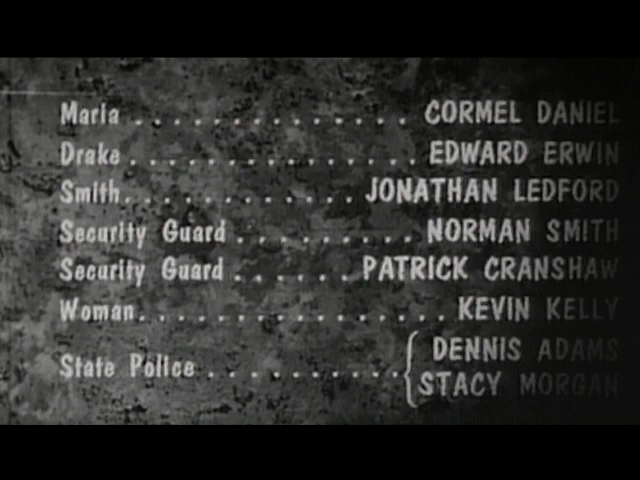 Maria . . . . . . . . . . . . . . CORMEL DANIEL
Drake . . . . . . . . . . . . . . . EDWARD ERWIN
Smith . . . . . . . . . . . . JONATHAN LEDFORD
Security Guard . . . . . . . . . NORMAN SMITH
Security Guard . . . . . . PATRICK CRANSHAW
Woman . . . . . . . . . . . . . . . . KEVIN KELLY
State Police . . . . . . . . . . { DENNIS ADAMS
STACY MORGAN